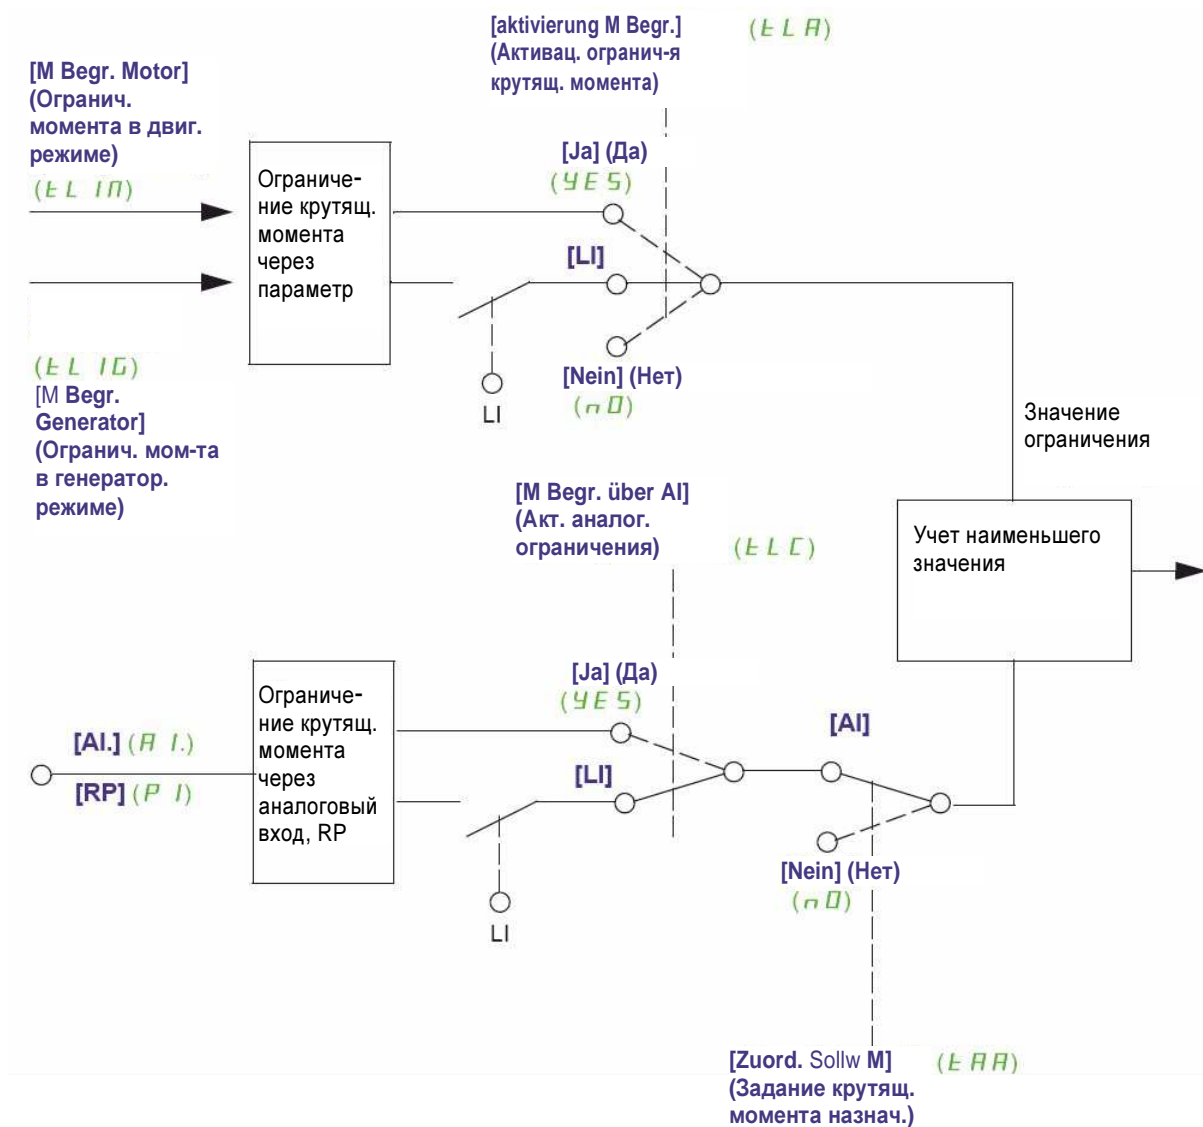 [aktivierung M Begr.] (tLA)
(Активац. огранич-я
крутящ. момента)
[M Begr. Motor]
(Огранич.
момента в двиг.
режиме)
(tLIM)
Ограниче-
ние крутящ.
момента
через
параметр
[Ja] (Да)
(YES)
[LI]
[Nein] (Нет)
(nO)
LI
(tLIG)
[M Begr.
Generator]
(Огранич. мом-та
в генератор.
режиме)
Значение
ограничения
[M Begr. über AI]
(Акт. аналог.
ограничения) (tLC)
Учет наименьшего
значения
[AI.] (AI.)
[RP] (PI)
Ограниче-
ние крутящ.
момента
через
аналоговый
вход, RP
[Ja] (Да)
(YES)
[LI]
LI
[AI]
[Nein] (Нет)
(nO)
[Zuord. Sollw M] (tAA)
(Задание крутящ.
момента назнач.)